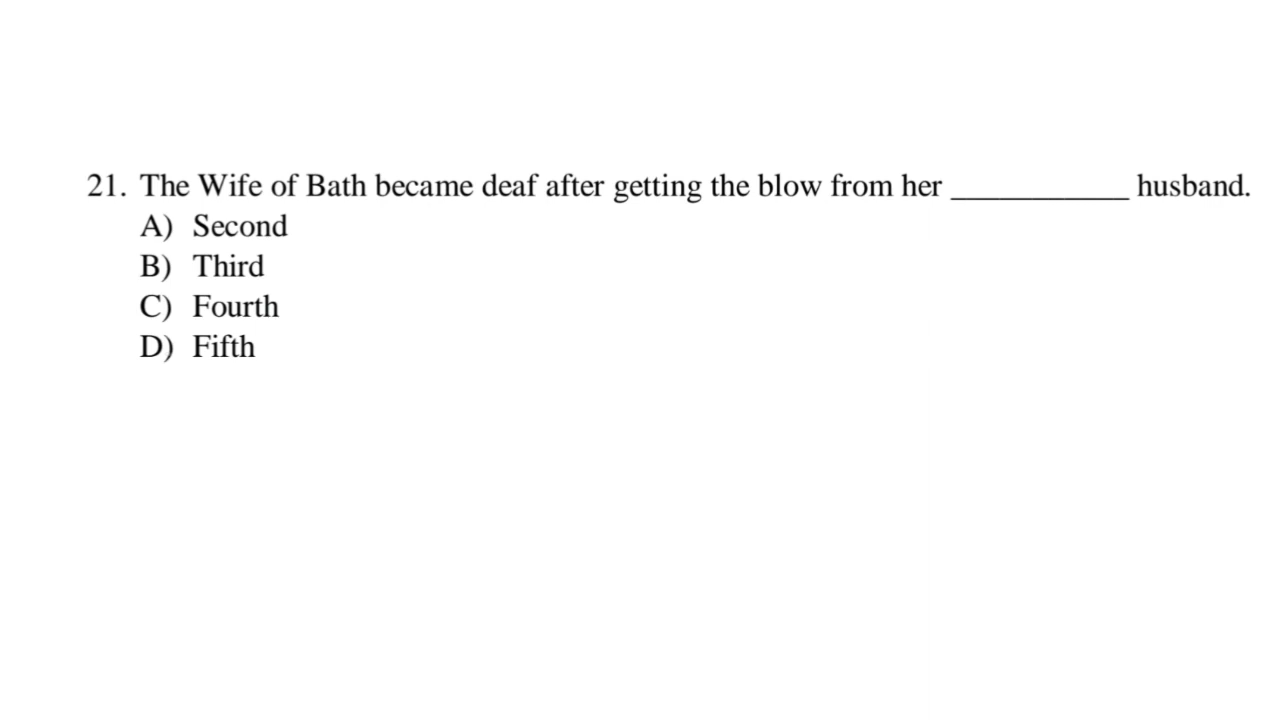 21. The Wife of Bath became deaf after getting the blow from her ___________ husband.
A) Second
B) Third
C) Fourth
D) Fifth